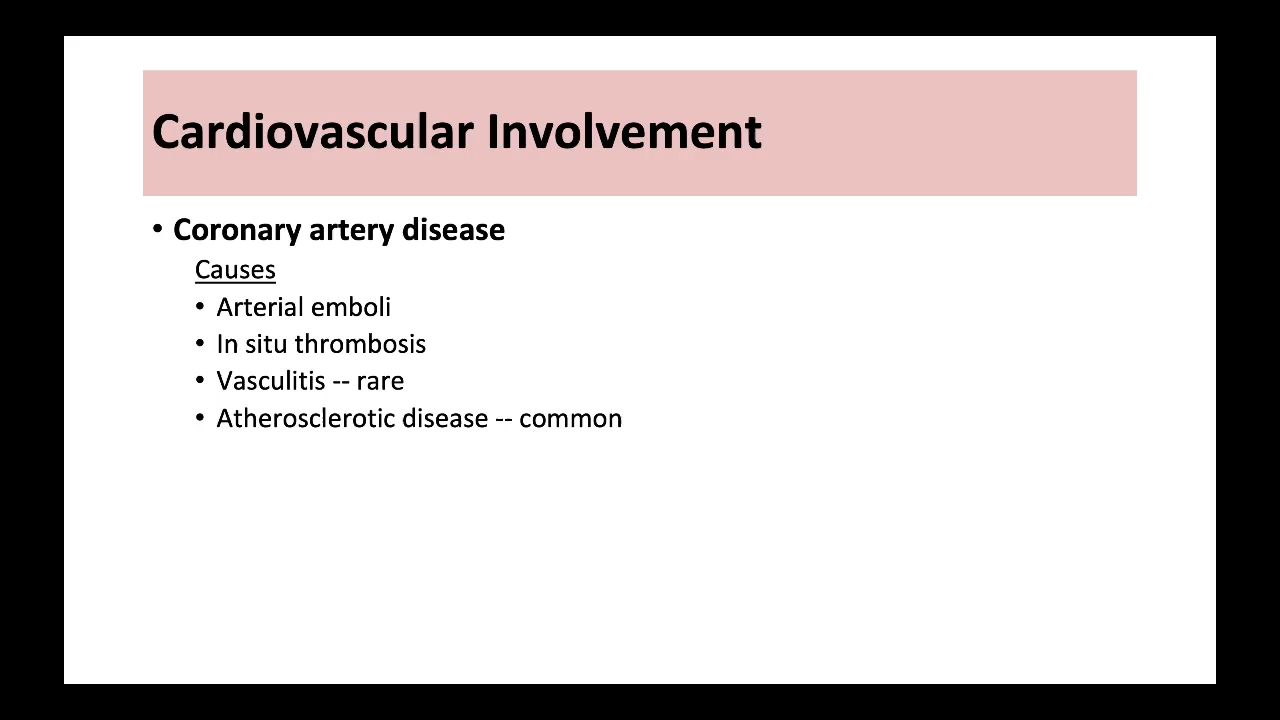 Cardiovascular Involvement
• Coronary artery disease
Causes
• Arterial emboli
• In situ thrombosis
• Vasculitis -- rare
• Atherosclerotic disease -- common